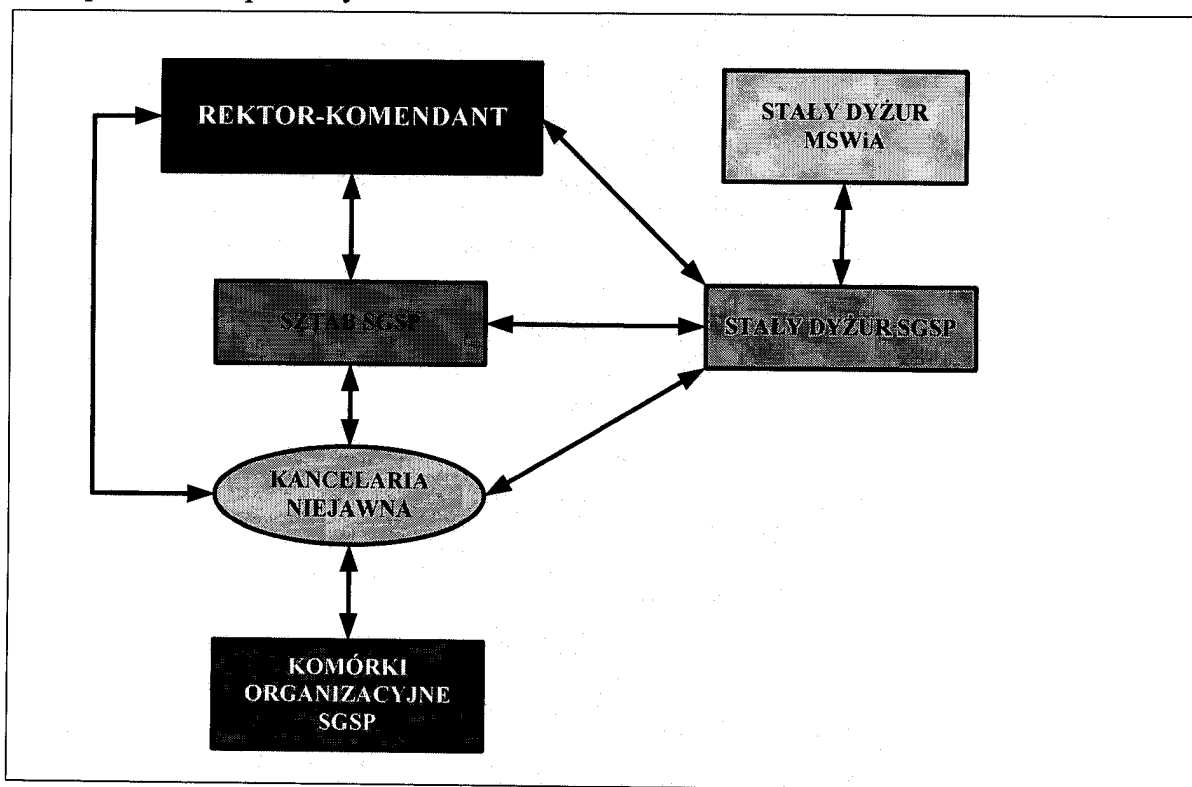 REKTOR-KOMENDANT
STAŁY DYŻUR
MSWiA
SZTAB SGSP
STAŁY DYŻUR SGSP
KANCELARIA
NIEJAWNA
KOMÓRKI
ORGANIZACYJNE
SGSP